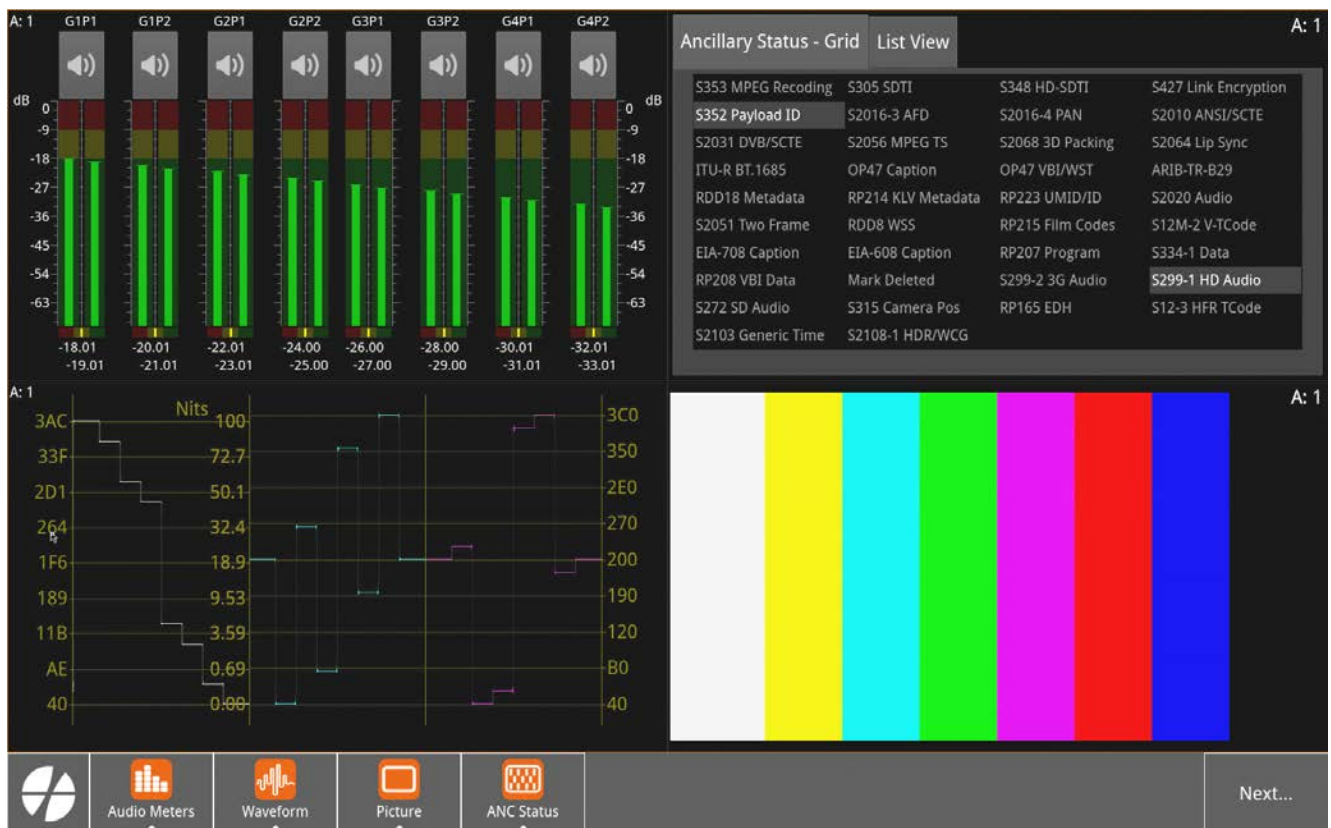 A: 1 G1P1 G1P2 G2P1 G2P2 G3P1 G3P2 G4P1 G4P2
dB dB
0 0
-9 -9
-18 -18
-27 -27
-36 -36
-45 -45
-54 -54
-63 -63
-18.01 -20.01 -22.01 -24.00 -26.00 -28.00 -30.01 -32.01
-19.01 -21.01 -23.01 -25.00 -27.00 -29.00 -31.01 -33.01
A: 1
Ancillary Status - Grid List View
S353 MPEG Recoding S305 SDTI S348 HD-SDTI S427 Link Encryption
S352 Payload ID S2016-3 AFD S2016-4 PAN S2010 ANSI/SCTE
S2031 DVB/SCTE S2056 MPEG TS S2068 3D Packing S2064 Lip Sync
ITU-R BT.1685 OP47 Caption OP47 VBI/WST ARIB-TR-B29
RDD18 Metadata RP214 KLV Metadata RP223 UMID/ID S2020 Audio
S2051 Two Frame RDD8 WSS RP215 Film Codes S12M-2 V-TCode
EIA-708 Caption EIA-608 Caption RP207 Program S334-1 Data
RP208 VBI Data Mark Deleted S299-2 3G Audio S299-1 HD Audio
S272 SD Audio S315 Camera Pos RP165 EDH S12-3 HFR TCode
S2103 Generic Time S2108-1 HDR/WCG
A: 1
Nits
3AC 100 3C0
33F 72.7 350
2D1 50.1 2E0
264 32.4 270
1F6 18.9 200
189 9.53 190
11B 3.59 120
AE 0.69 B0
40 0.00 40
A: 1
Audio Meters Waveform Picture ANC Status Next...